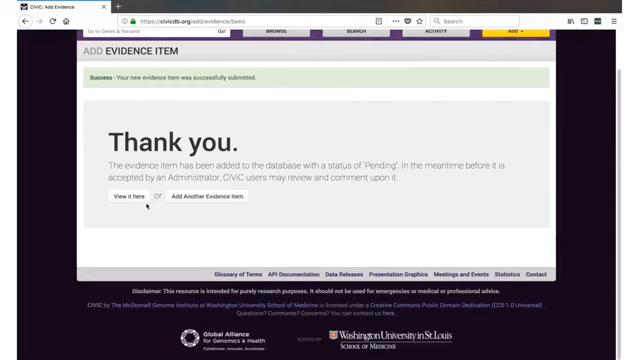 CIViC: Add Evidence
https://civicdb.org/add/evidence/basic
Search
Go to Genes & Variants
Go!
BROWSE
SEARCH
ACTIVITY
ADD
ADD EVIDENCE ITEM
Success - Your new evidence item was successfully submitted.
Thank you.
The evidence item has been added to the database with a status of 'Pending'. In the meantime before it is
accepted by an Administrator, CIViC users may review and comment upon it.
View it here or Add Another Evidence Item
Glossary of Terms API Documentation Data Releases Presentation Graphics Meetings and Events Statistics Contact
Disclaimer: This resource is intended for purely research purposes. It should not be used for emergencies or medical or professional advice.
CIViC by The McDonnell Genome Institute at Washington University School of Medicine is licensed under a Creative Commons Public Domain Dedication (CC0 1.0 Universal) .
Questions? Comments? Concerns? You can contact us here.
Global Alliance
for Genomics & Health
Collaborate. Innovate. Accelerate.
HOSTED BY
Washington University in St. Louis
SCHOOL OF MEDICINE